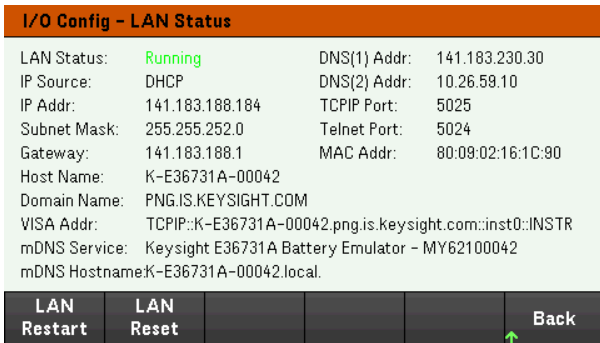 I/O Config - LAN Status
LAN Status: Running DNS(1) Addr: 141.183.230.30
IP Source: DHCP DNS(2) Addr: 10.26.59.10
IP Addr: 141.183.188.184 TCPIP Port: 5025
Subnet Mask: 255.255.252.0 Telnet Port: 5024
Gateway: 141.183.188.1 MAC Addr: 80:09:02:16:1C:90
Host Name: K-E36731A-00042
Domain Name: PNG.IS.KEYSIGHT.COM
VISA Addr: TCPIP::K-E36731A-00042.png.is.keysight.com::inst0::INSTR
mDNS Service: Keysight E36731A Battery Emulator - MY62100042
mDNS Hostname:K-E36731A-00042.local.
LAN Restart LAN Reset Back